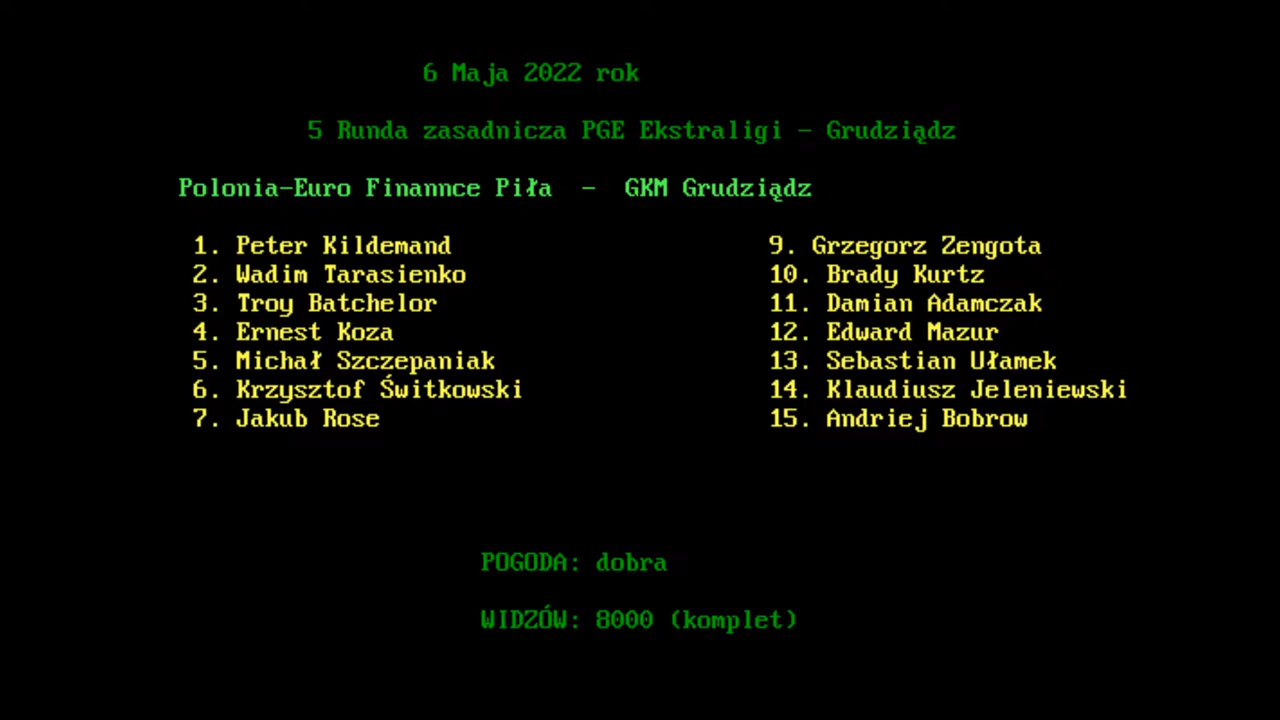 6 Maja 2022 rok
5 Runda zasadnicza PGE Ekstraligi - Grudziądz
Polonia-Euro Finannce Piła - GKM Grudziądz
1. Peter Kildemand
2. Wadim Tarasienko
3. Troy Batchelor
4. Ernest Koza
5. Michał Szczepaniak
6. Krzysztof Świtkowski
7. Jakub Rose
9. Grzegorz Zengota
10. Brady Kurtz
11. Damian Adamczak
12. Edward Mazur
13. Sebastian Ułamek
14. Klaudiusz Jeleniewski
15. Andriej Bobrow
POGODA: dobra
WIDZÓW: 8000 (komplet)